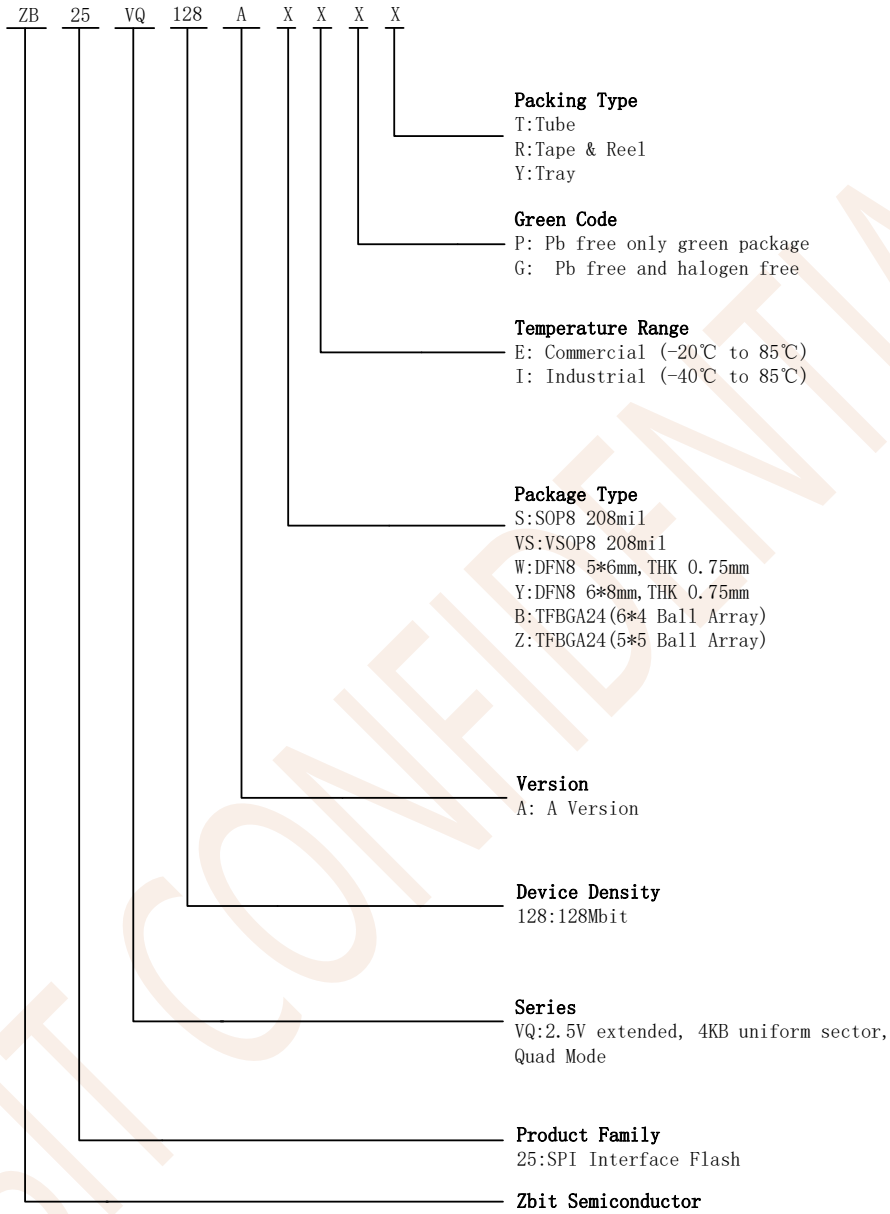 ZB 25 VQ 128 A X X X X
Packing Type
T:Tube
R:Tape & Reel
Y:Tray
Green Code
P: Pb free only green package
G: Pb free and halogen free
Temperature Range
E: Commercial (-20℃ to 85℃)
I: Industrial (-40℃ to 85℃)
Package Type
S:SOP8 208mil
VS:VSOP8 208mil
W:DFN8 5*6mm,THK 0.75mm
Y:DFN8 6*8mm,THK 0.75mm
B:TFBGA24(6*4 Ball Array)
Z:TFBGA24(5*5 Ball Array)
Version
A: A Version
Device Density
128:128Mbit
Series
VQ:2.5V extended, 4KB uniform sector,
Quad Mode
Product Family
25:SPI Interface Flash
Zbit Semiconductor
BIT CONFIDENTIA